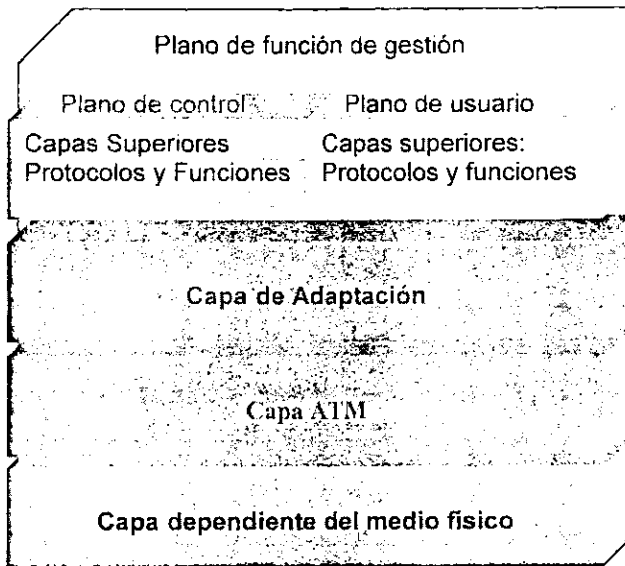 Plano de función de gestión
Plano de control Plano de usuario
Capas Superiores Capas superiores:
Protocolos y Funciones Protocolos y funciones
Capa de Adaptación
Capa ATM
Capa dependiente del medio físico